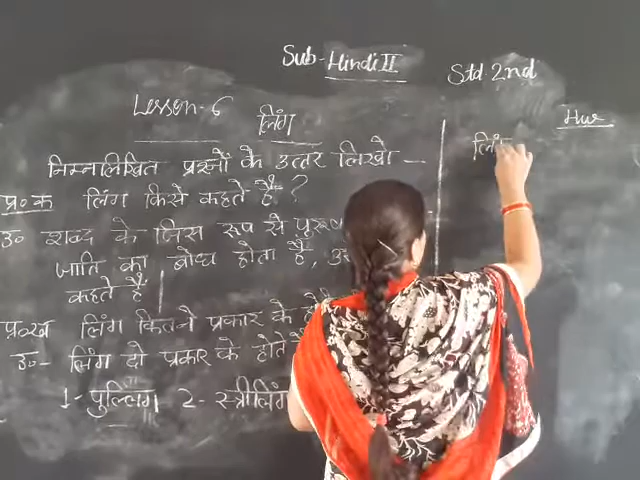 Sub-Hindi II
Std 2nd
Lesson-6
लिंग
निम्नलिखित प्रश्नों के उत्तर लिखो —
प्र०क लिंग किसे कहते हैं ?
उ० शब्द के जिस रूप से
जाति का बोध होता है,
कहते हैं |
प्र०ख लिंग कितने प्रकार के
उ०- लिंग दो प्रकार के होते
1- पुल्लिंग 2- स्त्रीलिंग
H.W